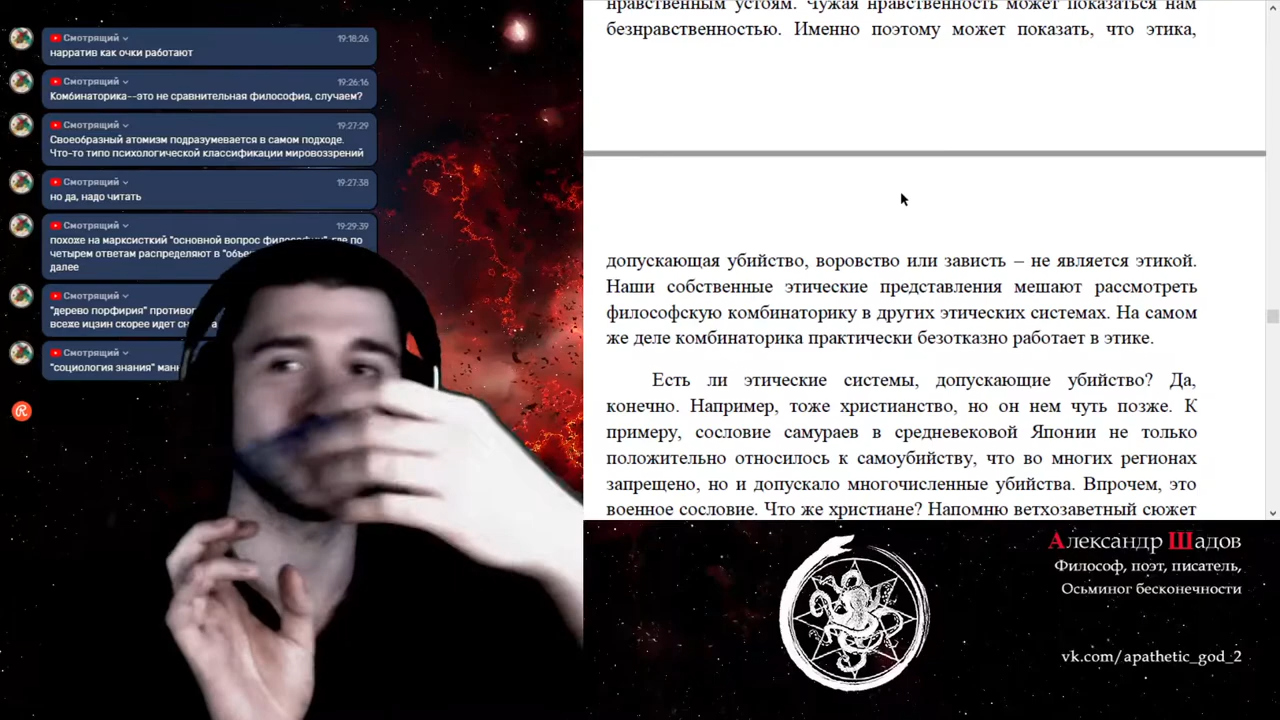 Смотрящий
19:18:26
нарратив как очки работают
Смотрящий
19:26:16
Комбинаторика--это не сравнительная философия, случаем?
Смотрящий
19:27:29
Своеобразный атомизм подразумевается в самом подходе.
Что-то типо психологической классификации мировоззрений
Смотрящий
19:27:38
но да, надо читать
Смотрящий
19:29:39
похоже на марксисткий "основной вопрос философии", где по
четырем ответам распределяют в
далее
Смотрящий
"дерево порфирия"
всеже ицзин скорее идет
Смотрящий
"социология знания"
нравственным устоям. Чужая нравственность может показаться нам
безнравственностью. Именно поэтому может показать, что этика,
допускающая убийство, воровство или зависть – не является этикой.
Наши собственные этические представления мешают рассмотреть
философскую комбинаторику в других этических системах. На самом
же деле комбинаторика практически безотказно работает в этике.
Есть ли этические системы, допускающие убийство? Да,
конечно. Например, тоже христианство, но он нем чуть позже. К
примеру, сословие самураев в средневековой Японии не только
положительно относилось к самоубийству, что во многих регионах
запрещено, но и допускало многочисленные убийства. Впрочем, это
военное сословие. Что же христиане? Напомню ветхозаветный сюжет
Александр Шадов
Философ, поэт, писатель,
Осьминог бесконечности
vk.com/apathetic_god_2